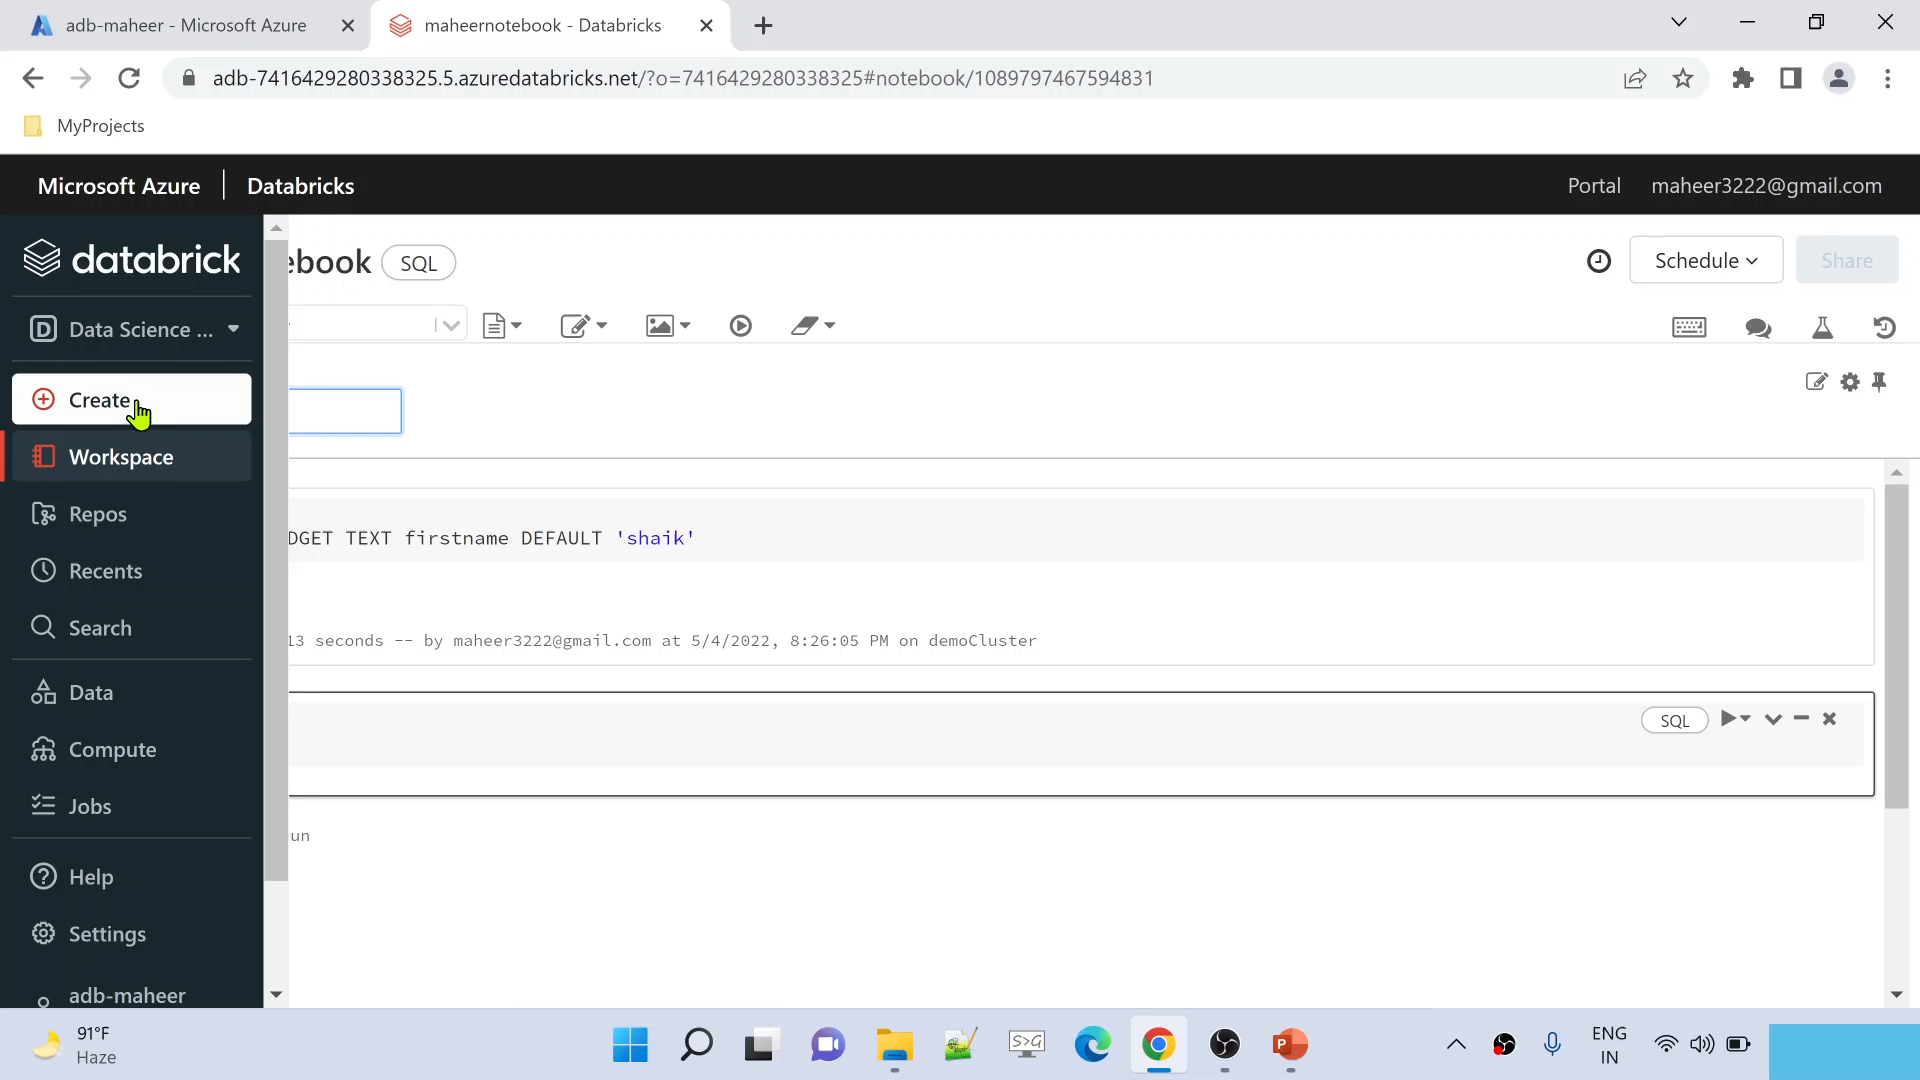 adb-maheer - Microsoft Azure
maheernotebook - Databricks
adb-7416429280338325.5.azuredatabricks.net/?o=7416429280338325#notebook/1089797467594831
MyProjects
Microsoft Azure
Databricks
Portal
maheer3222@gmail.com
databrick
ebook
SQL
Schedule
Share
D
Data Science ...
Create
Workspace
Repos
DGET TEXT firstname DEFAULT 'shaik'
Recents
Search
13 seconds -- by maheer3222@gmail.com at 5/4/2022, 8:26:05 PM on demoCluster
Data
SQL
Compute
Jobs
un
Help
Settings
adb-maheer
91°F
Haze
S>G
P
ENG
IN